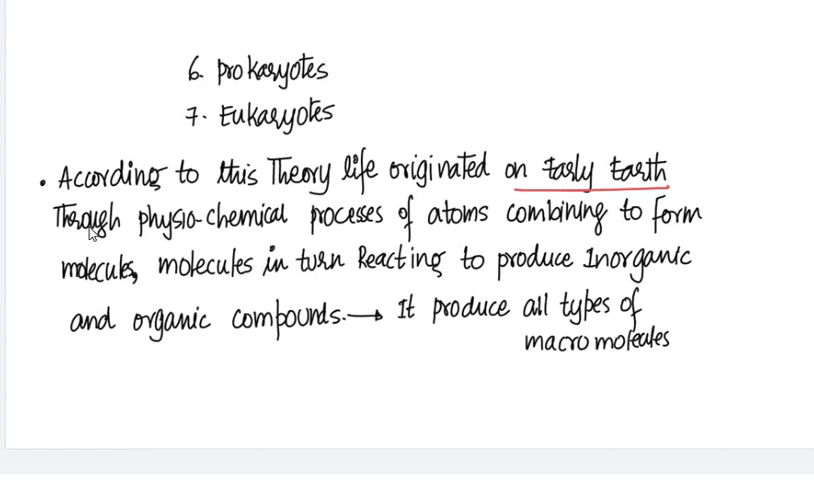 6. Prokaryotes
7. Eukaryotes
• According to this Theory life originated on Early Earth
Through physio-chemical processes of atoms combining to form
molecules, molecules in turn Reacting to produce Inorganic
and organic compounds. → It produce all types of
macromolecules